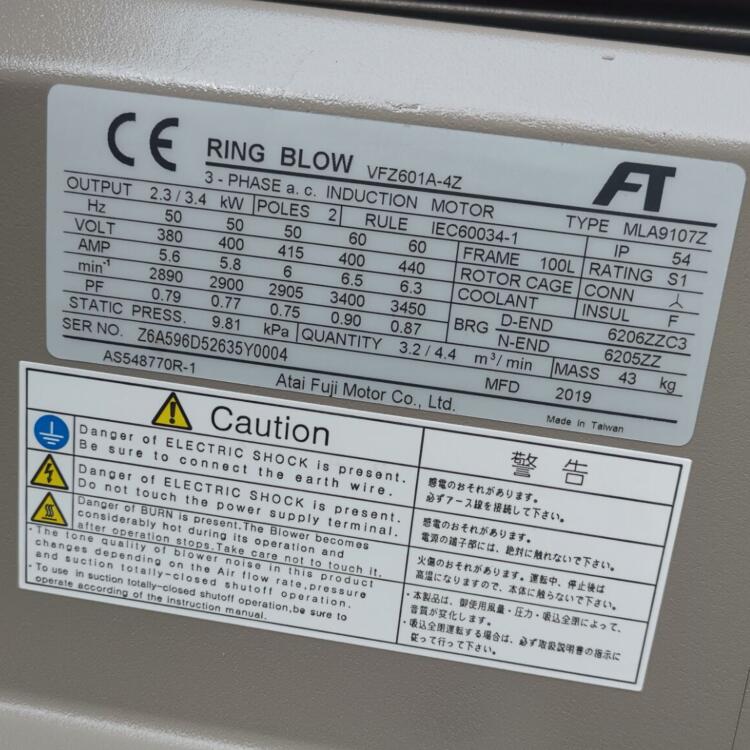 CE RING BLOW VFZ601A-4Z FT
3 - PHASE a. c. INDUCTION MOTOR TYPE MLA9107Z
OUTPUT 2.3 / 3.4 kW POLES 2 RULE IEC60034-1 IP 54
Hz 50 50 50 60 60 FRAME 100L RATING S1
VOLT 380 400 415 400 440 ROTOR CAGE CONN 人
AMP 5.6 5.8 6 6.5 6.3 COOLANT INSUL F
min-1 2890 2900 2905 3400 3450 BRG D-END 6206ZZC3
PF 0.79 0.77 0.75 0.90 0.87 N-END 6205ZZ
STATIC PRESS. 9.81 kPa QUANTITY 3.2 / 4.4 m³/min MASS 43 kg
SER NO. Z6A596D52635Y0004 MFD 2019
AS548770R-1 Atai Fuji Motor Co., Ltd. Made in Taiwan
Caution
Danger of ELECTRIC SHOCK is present.
Be sure to connect the earth wire.
Danger of ELECTRIC SHOCK is present.
Do not touch the power supply terminal.
Danger of BURN is present.The Blower becomes
considerably hot during its operation and
after operation stops.Take care not to touch it.
・The tone quality of blower noise in this product
changes depending on the Air flow rate,pressure
and suction totally-closed shutoff operation.
・To use in suction totally-closed shutoff operation,be sure to
operate according of the instruction manual.
警告
感電のおそれがあります。
必ずアース線を接続して下さい。
感電のおそれがあります。
電源の端子部には、絶対に触れないで下さい。
火傷のおそれがあります。運転中、停止後は
高温になりますので、本体に触らないで下さい。
・本製品は、御使用風量・圧力・吸込全閉によって、
音質が変化します。
・吸込全閉運転する場合は、必ず取扱説明書の指示に
従って行って下さい。